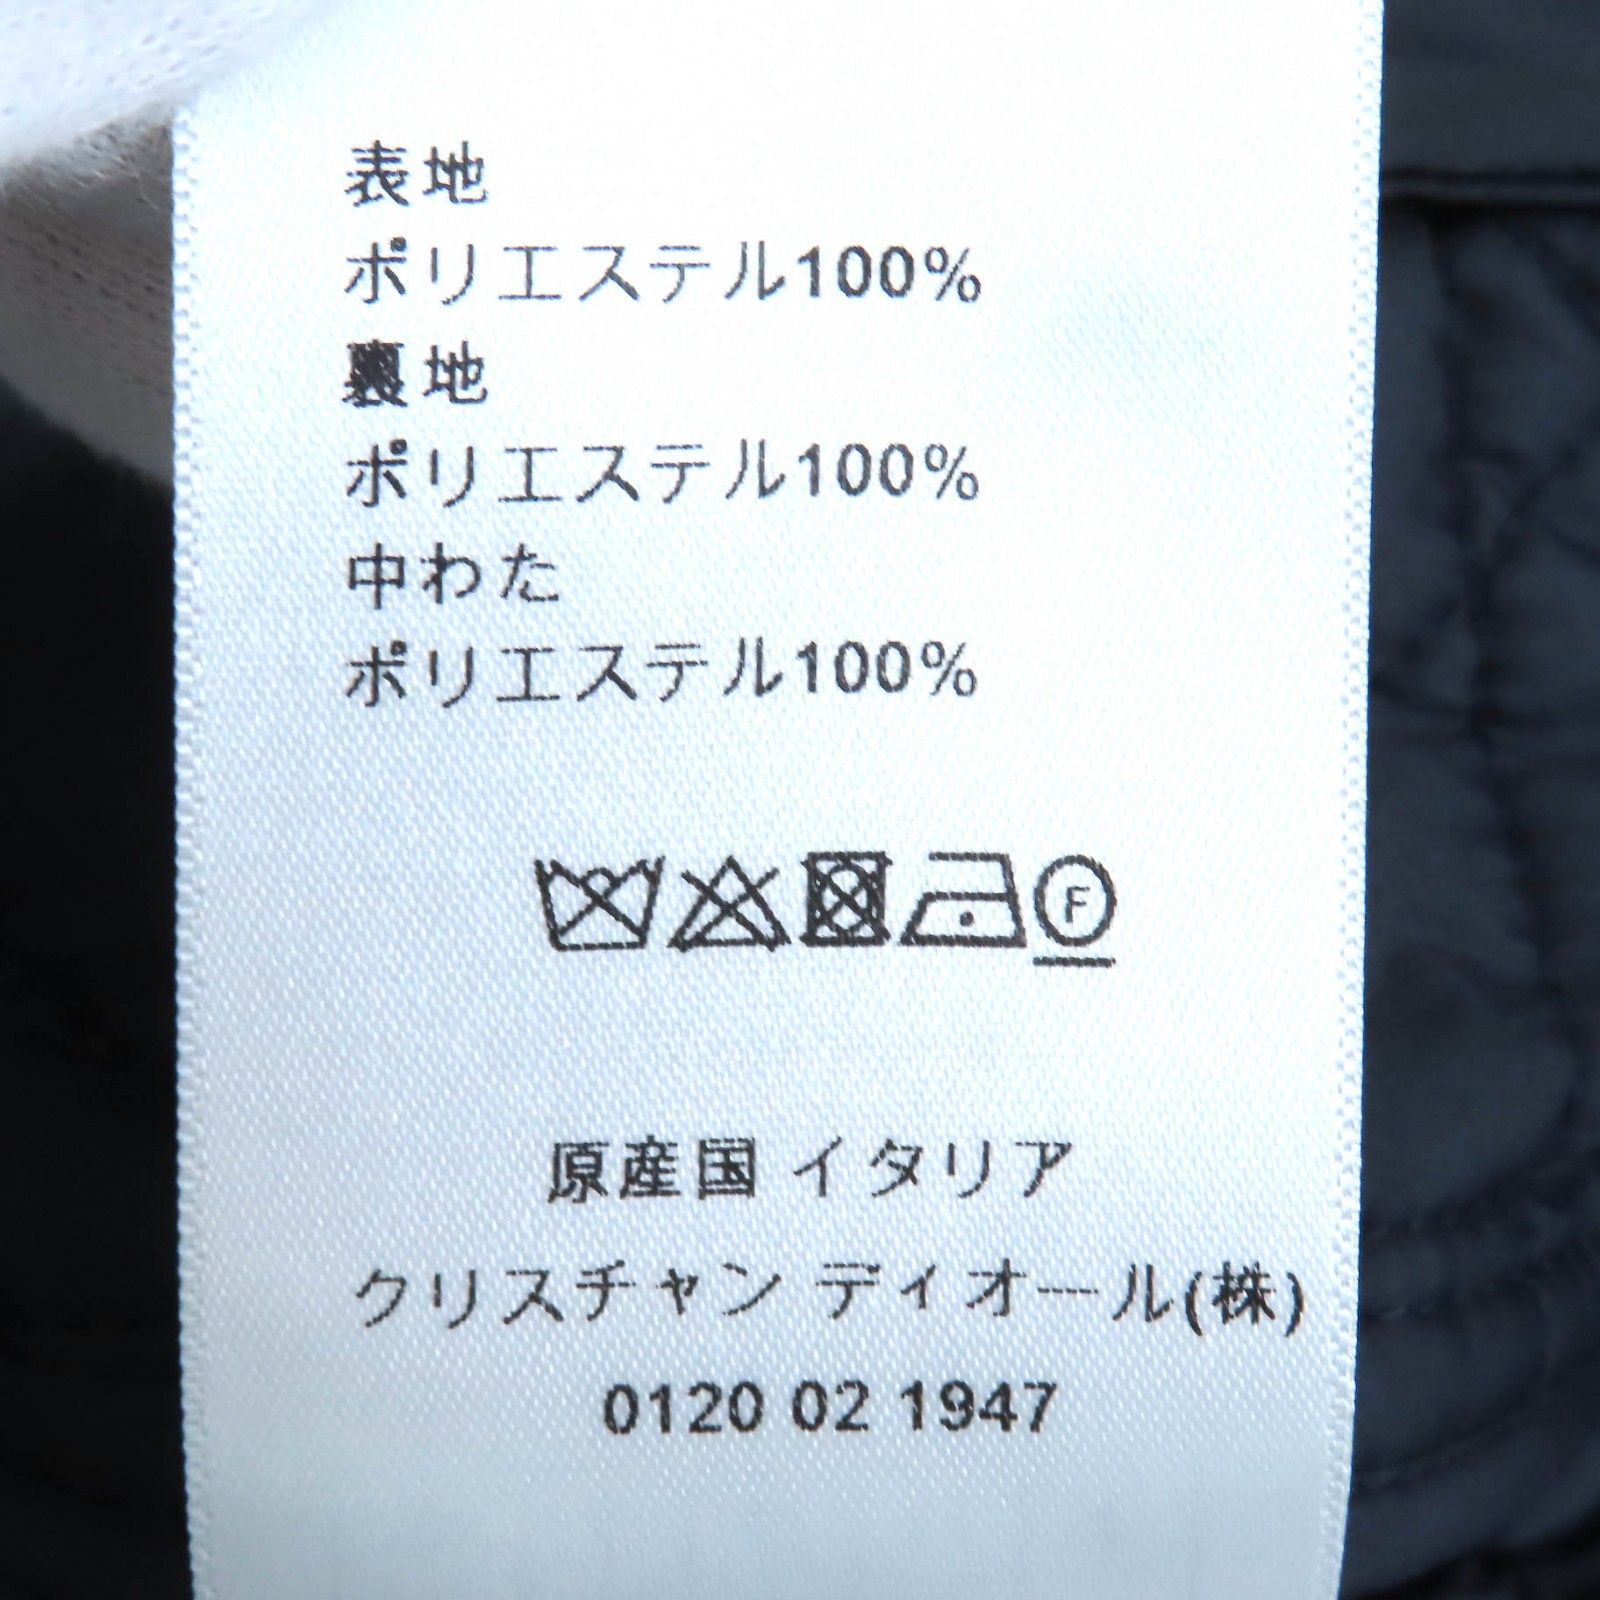 表地
ポリエステル100%
裏地
ポリエステル100%
中わた
ポリエステル100%
F
原産国 イタリア
クリスチャン ディオール(株)
0120 02 1947